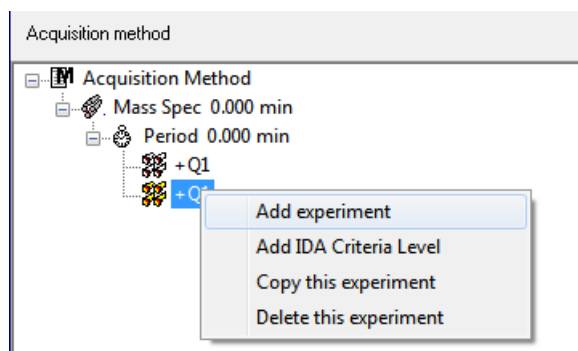 Acquisition method
Acquisition Method
Mass Spec 0.000 min
Period 0.000 min
+Q1
+Q1
Add experiment
Add IDA Criteria Level
Copy this experiment
Delete this experiment